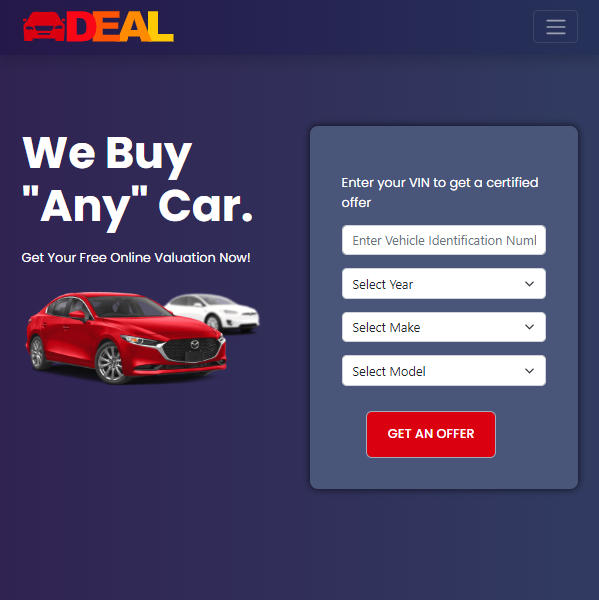 DEAL
We Buy
"Any" Car.
Get Your Free Online Valuation Now!
Enter your VIN to get a certified
offer
Enter Vehicle Identification Numl
Select Year
Select Make
Select Model
GET AN OFFER